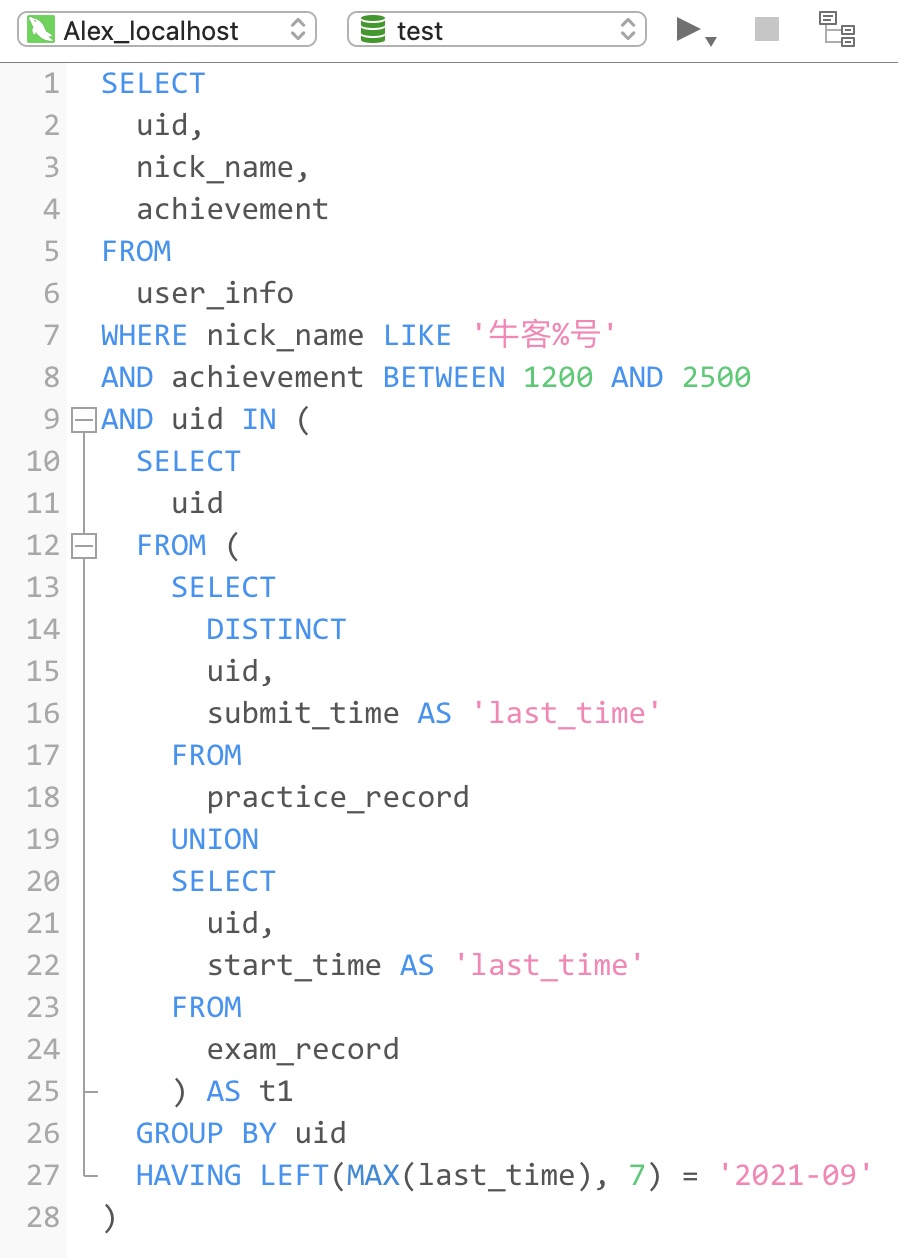 Alex_localhost test
1 SELECT
2 uid,
3 nick_name,
4 achievement
5 FROM
6 user_info
7 WHERE nick_name LIKE '牛客%号'
8 AND achievement BETWEEN 1200 AND 2500
9 AND uid IN (
10 SELECT
11 uid
12 FROM (
13 SELECT
14 DISTINCT
15 uid,
16 submit_time AS 'last_time'
17 FROM
18 practice_record
19 UNION
20 SELECT
21 uid,
22 start_time AS 'last_time'
23 FROM
24 exam_record
25 ) AS t1
26 GROUP BY uid
27 HAVING LEFT(MAX(last_time), 7) = '2021-09'
28 )